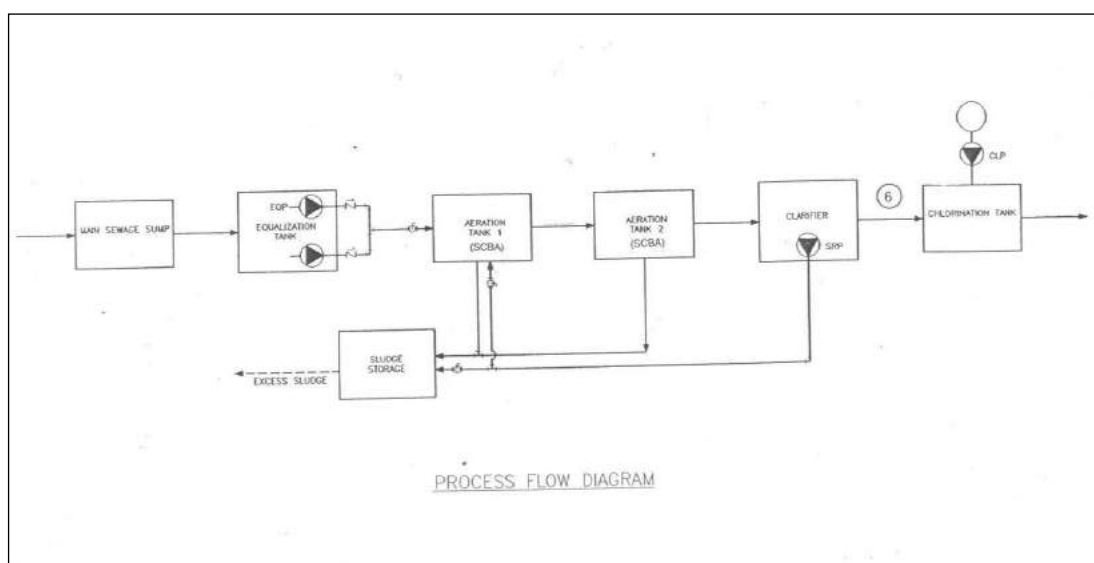 MAIN SEWAGE SUMP
EQP
EQUALIZATION
TANK
AERATION
TANK 1
(SCBA)
AERATION
TANK 2
(SCBA)
CLARIFIER
SRP
6
CLP
CHLORINATION TANK
SLUDGE
STORAGE
EXCESS SLUDGE
PROCESS FLOW DIAGRAM